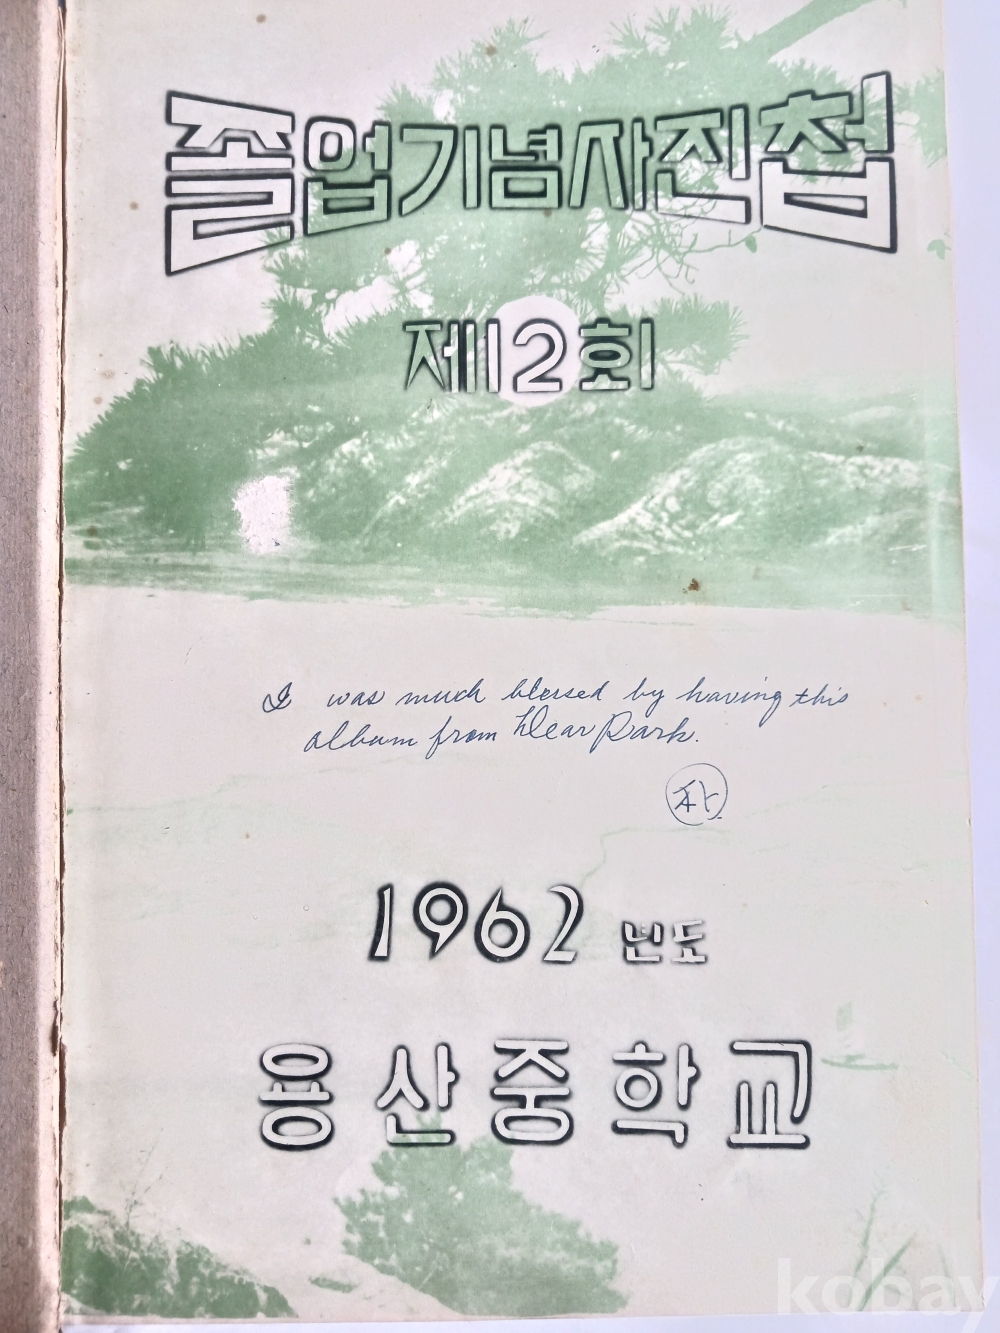 졸업기념사진첩
제12회
I was much blessed by having this
album from Dear Park.
1962 년도
용산중학교
kobay